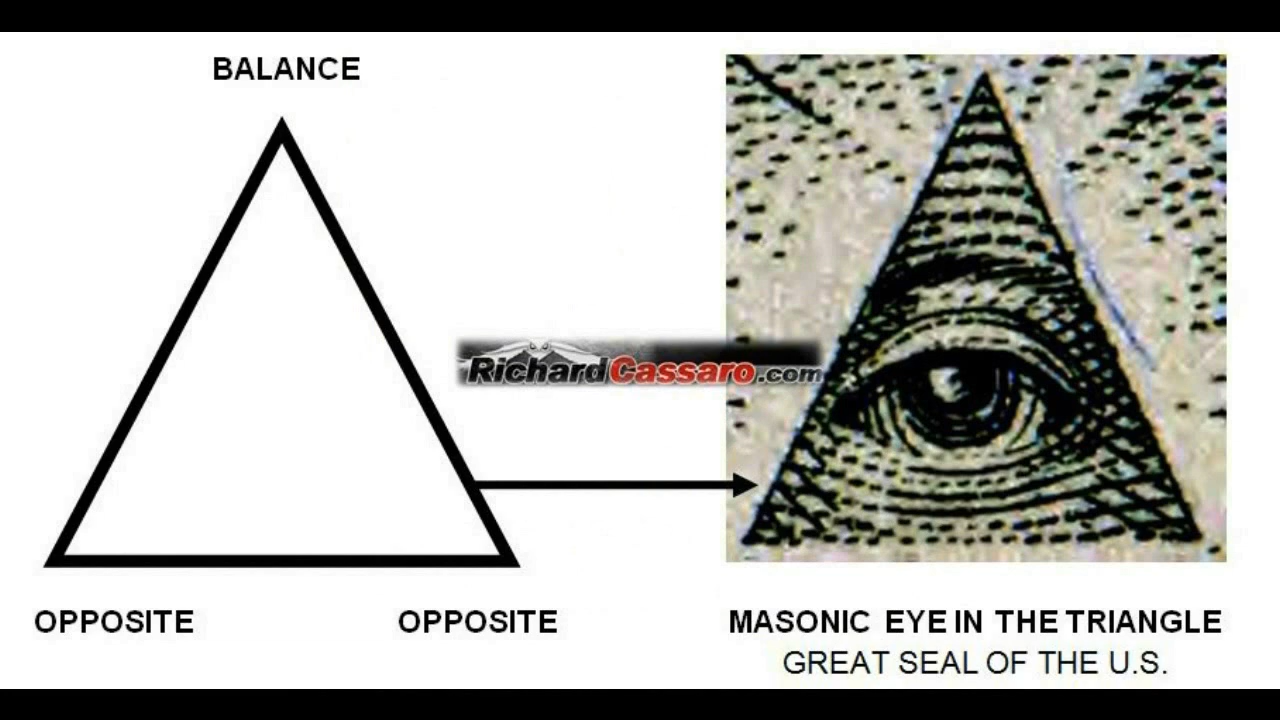 BALANCE
RichardCassaro.com
OPPOSITE
OPPOSITE
MASONIC EYE IN THE TRIANGLE
GREAT SEAL OF THE U.S.